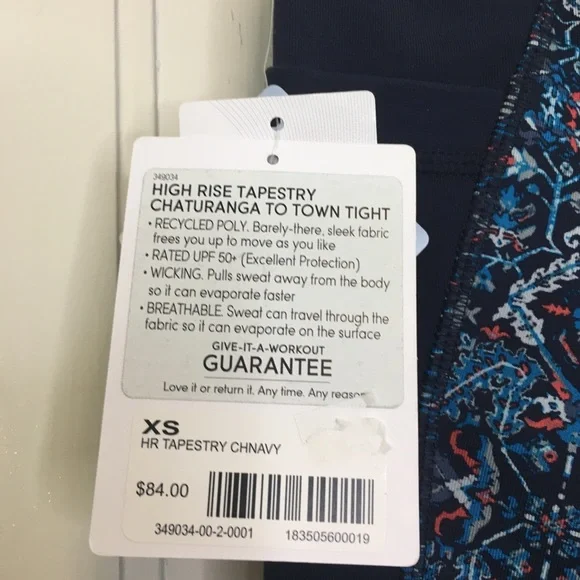 349034
HIGH RISE TAPESTRY
CHATURANGA TO TOWN TIGHT
• RECYCLED POLY. Barely-there, sleek fabric
frees you up to move as you like
• RATED UPF 50+ (Excellent Protection)
• WICKING. Pulls sweat away from the body
so it can evaporate faster
• BREATHABLE. Sweat can travel through the
fabric so it can evaporate on the surface
GIVE-IT-A-WORKOUT
GUARANTEE
Love it or return it. Any time. Any reason
XS
HR TAPESTRY CHNAVY
$84.00
349034-00-2-0001
183505600019